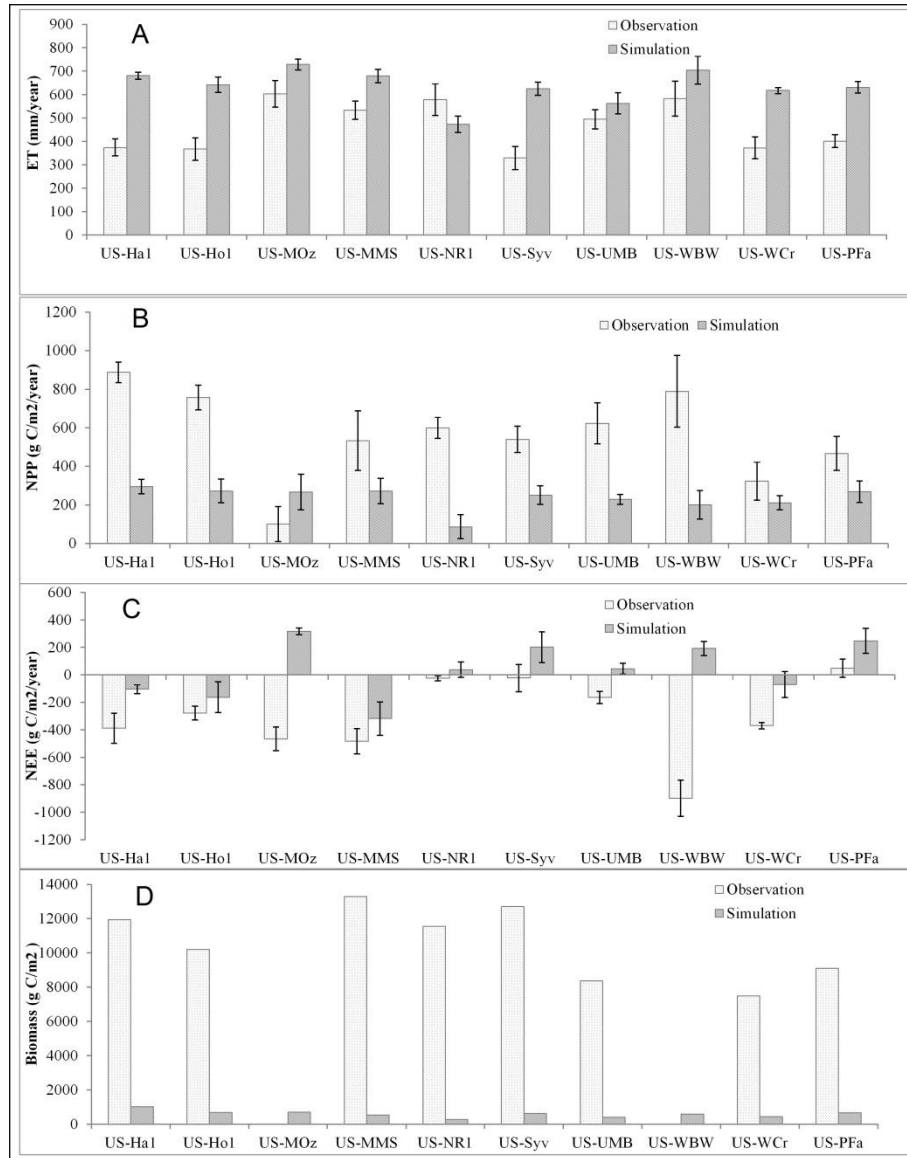 A
Observation
Simulation
ET (mm/year)
900
800
700
600
500
400
300
200
100
0
US-Ha1 US-Ho1 US-MOz US-MMS US-NR1 US-Syv US-UMB US-WBW US-WCr US-PFa
B
Observation Simulation
NPP (g C/m2/year)
1200
1000
800
600
400
200
0
US-Ha1 US-Ho1 US-MOz US-MMS US-NR1 US-Syv US-UMB US-WBW US-WCr US-PFa
C
Observation
Simulation
NEE (g C/m2/year)
600
400
200
0
-200
-400
-600
-800
-1000
-1200
US-Ha1 US-Ho1 US-MOz US-MMS US-NR1 US-Syv US-UMB US-WBW US-WCr US-PFa
D
Observation
Simulation
Biomass (g C/m2 )
14000
12000
10000
8000
6000
4000
2000
0
US-Ha1 US-Ho1 US-MOz US-MMS US-NR1 US-Syv US-UMB US-WBW US-WCr US-PFa